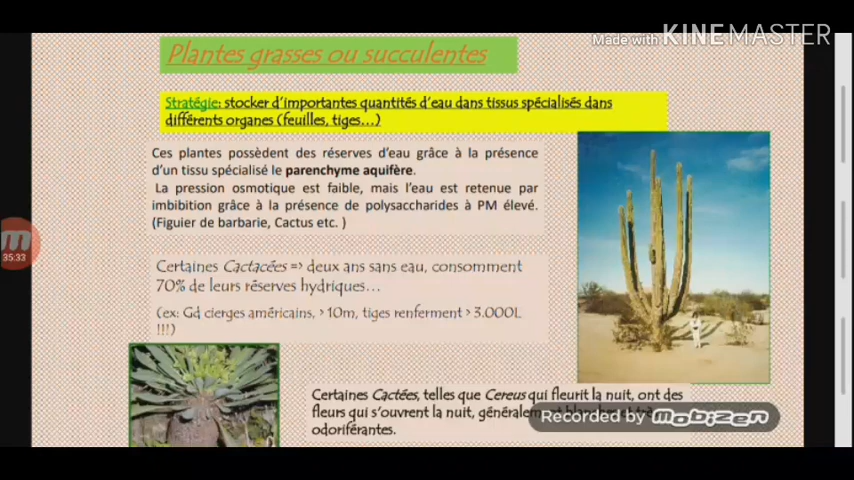 Made with KINEMASTER
Plantes grasses ou succulentes
Stratégie: stocker d'importantes quantités d'eau dans tissus spécialisés dans
différents organes (feuilles, tiges…)
Ces plantes possèdent des réserves d'eau grâce à la présence
d'un tissu spécialisé le parenchyme aquifère.
La pression osmotique est faible, mais l'eau est retenue par
imbibition grâce à la présence de polysaccharides à PM élevé.
(Figuier de barbarie, Cactus etc. )
35:33
Certaines Cactacées => deux ans sans eau, consomment
70% de leurs réserves hydriques…
(ex: Gd cierges américains, > 10m, tiges renferment > 3.000L
!!!)
Certaines Cactées, telles que Cereus qui fleurit la nuit, ont des
fleurs qui s'ouvrent la nuit,
odoriférantes.
Recorded by mobizen